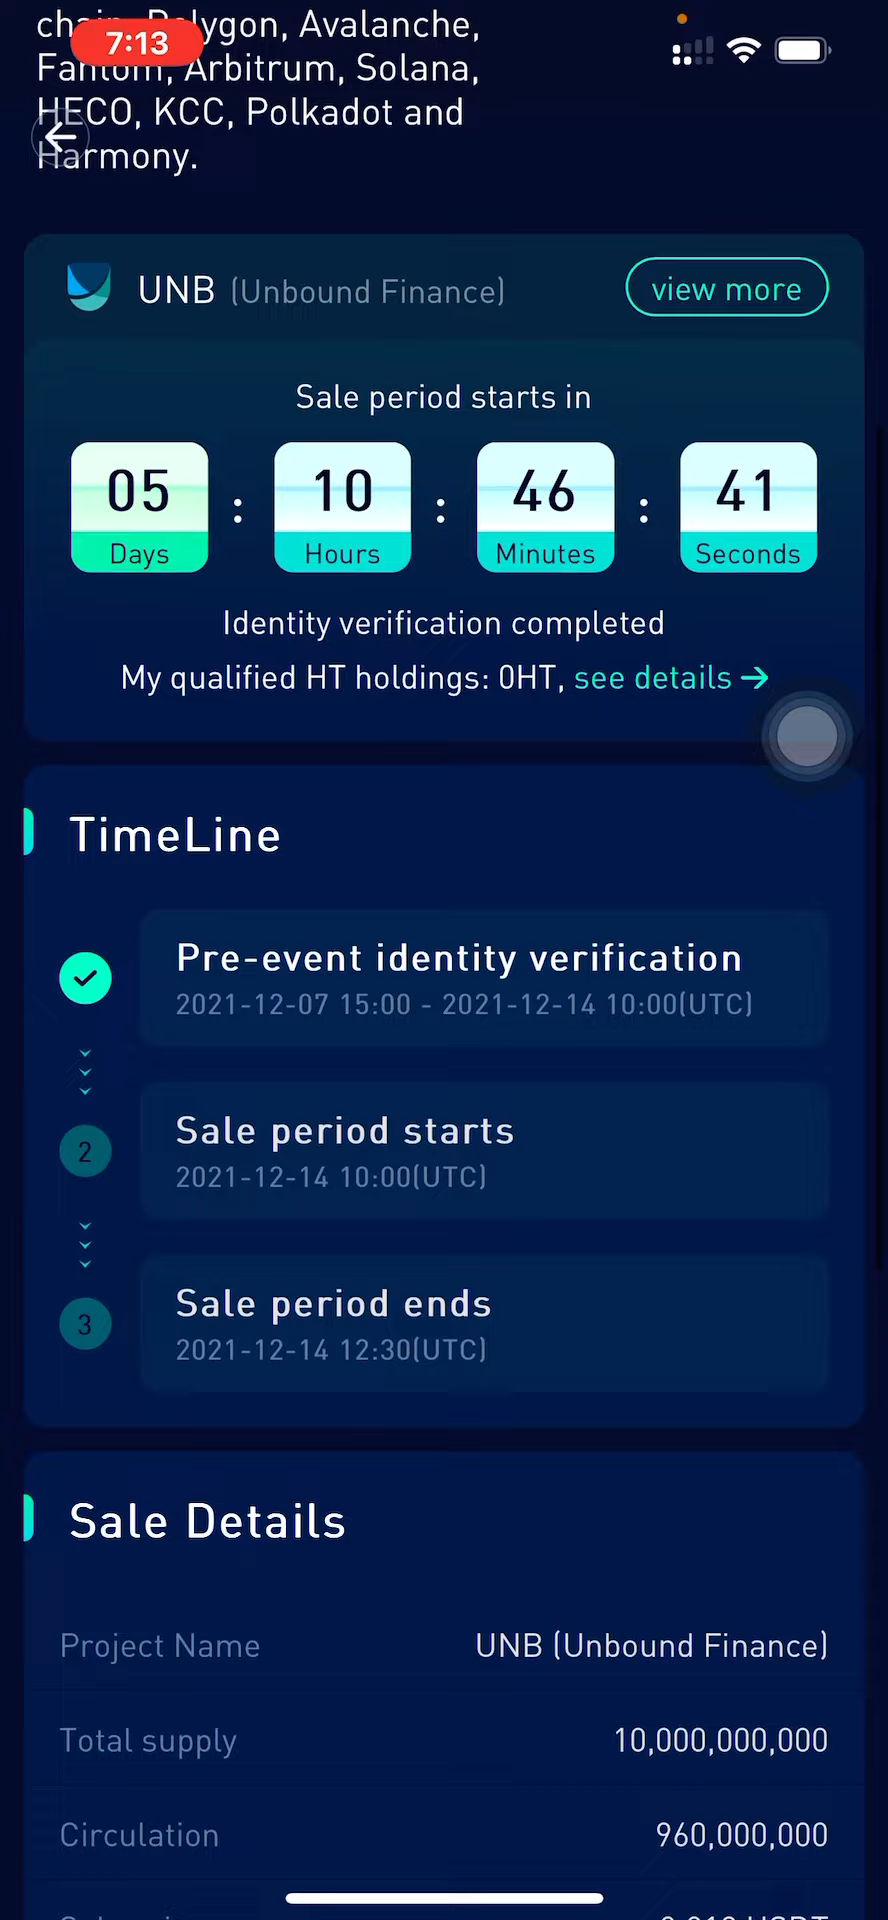 chain, Polygon, Avalanche,
7:13
Fantom, Arbitrum, Solana,
HECO, KCC, Polkadot and
Harmony.
UNB (Unbound Finance)
view more
Sale period starts in
05 : 10 : 46 : 41
Days Hours Minutes Seconds
Identity verification completed
My qualified HT holdings: 0HT, see details →
TimeLine
Pre-event identity verification
2021-12-07 15:00 - 2021-12-14 10:00(UTC)
2
Sale period starts
2021-12-14 10:00(UTC)
3
Sale period ends
2021-12-14 12:30(UTC)
Sale Details
Project Name UNB (Unbound Finance)
Total supply 10,000,000,000
Circulation 960,000,000